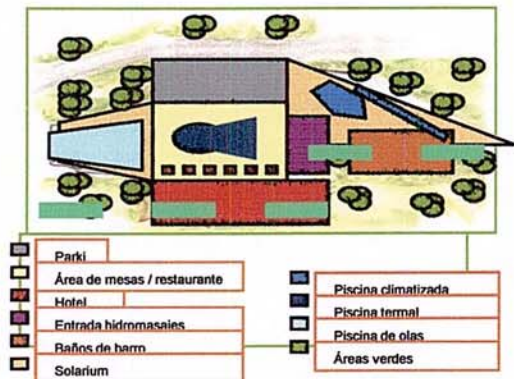 Parki
Área de mesas / restaurante
Hotel
Entrada hidromasajes
Baños de barro
Solarium
Piscina climatizada
Piscina termal
Piscina de olas
Áreas verdes